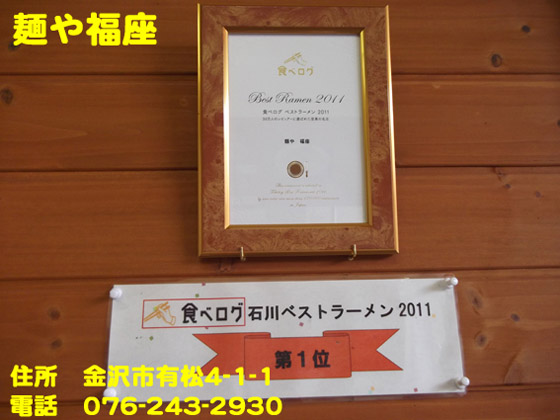 麺や福座
食べログ
Best Ramen 2011
食べログ ベストラーメン 2011
麺や 福座
食べログ 石川ベストラーメン 2011
第1位
住所 金沢市有松4-1-1
電話 076-243-2930